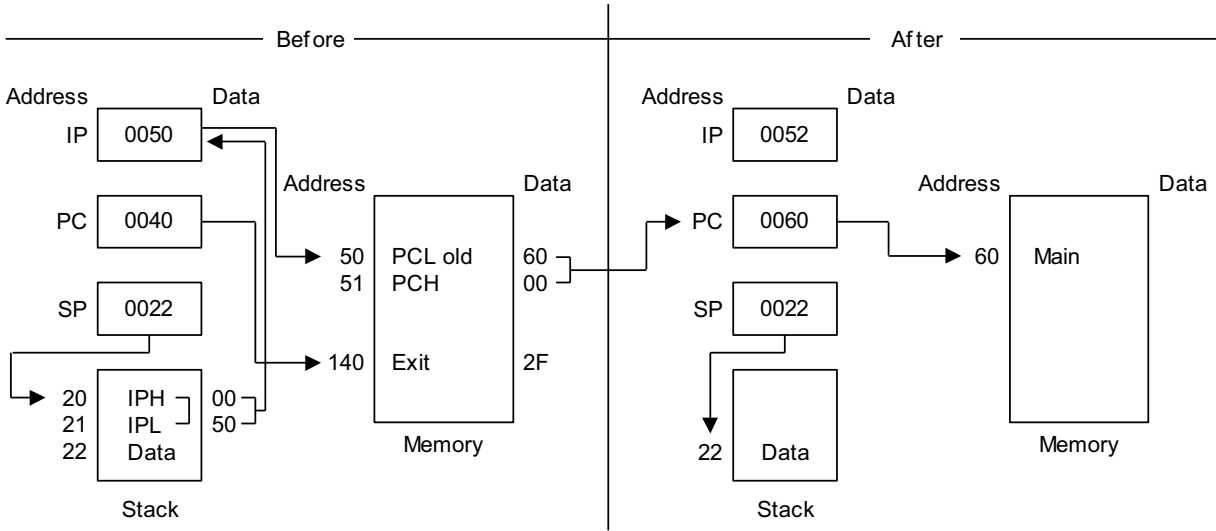 Before
Address Data
IP 0050
PC 0040
SP 0022
20 IPH 00
21 IPL 50
22 Data
Stack
Address Data
50 PCL old 60
51 PCH 00
140 Exit 2F
Memory
After
Address Data
IP 0052
PC 0060
SP 0022
22 Data
Stack
Address Data
60 Main
Memory